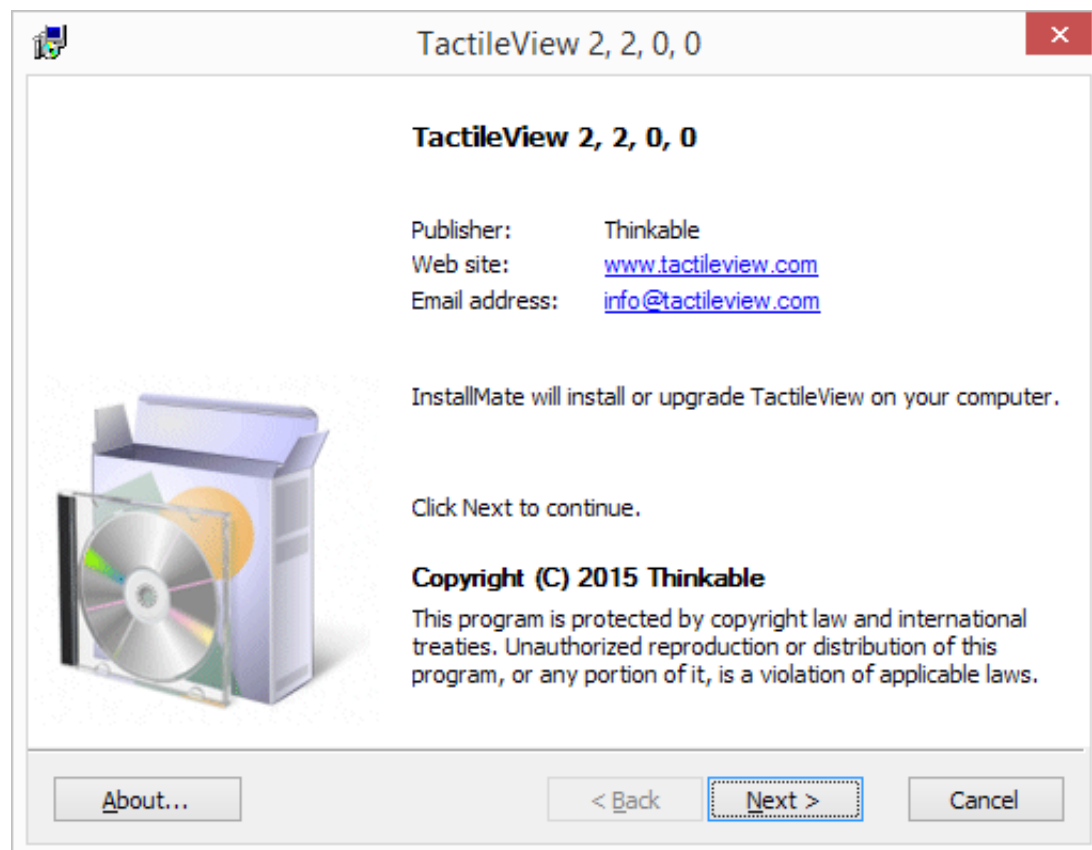 TactileView 2, 2, 0, 0
TactileView 2, 2, 0, 0
Publisher: Thinkable
Web site: www.tactileview.com
Email address: info@tactileview.com
InstallMate will install or upgrade TactileView on your computer.
Click Next to continue.
Copyright (C) 2015 Thinkable
This program is protected by copyright law and international
treaties. Unauthorized reproduction or distribution of this
program, or any portion of it, is a violation of applicable laws.
About... < Back Next > Cancel